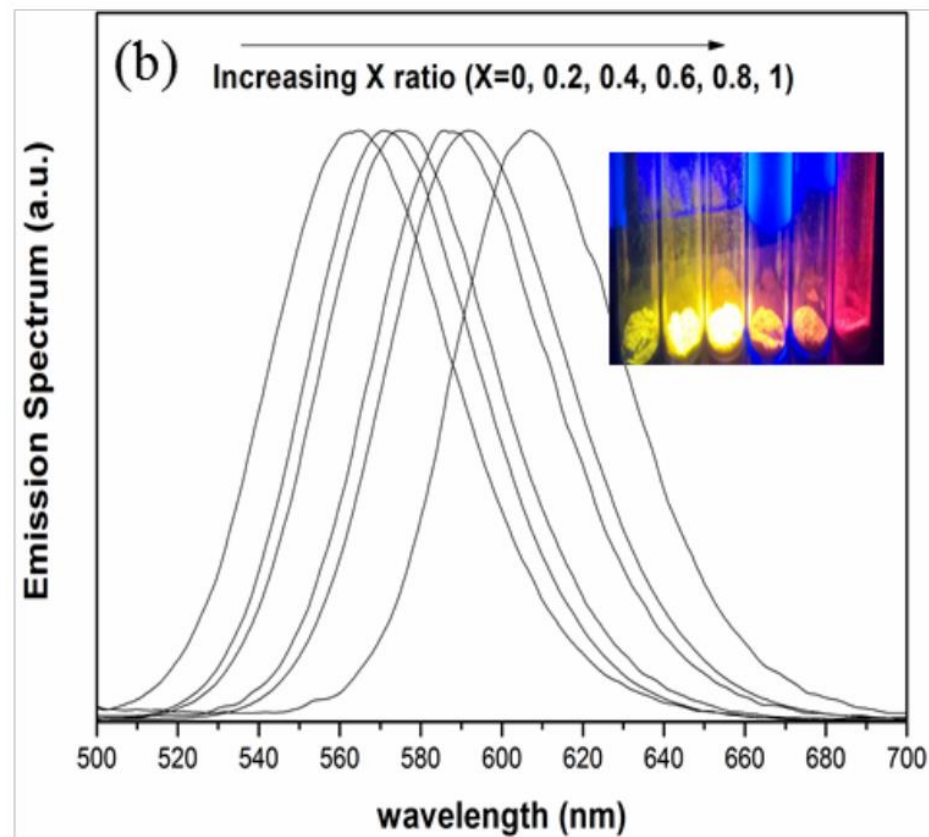 (b)
Increasing X ratio (X=0, 0.2, 0.4, 0.6, 0.8, 1)
Emission Spectrum (a.u.)
500 520 540 560 580 600 620 640 660 680 700
wavelength (nm)